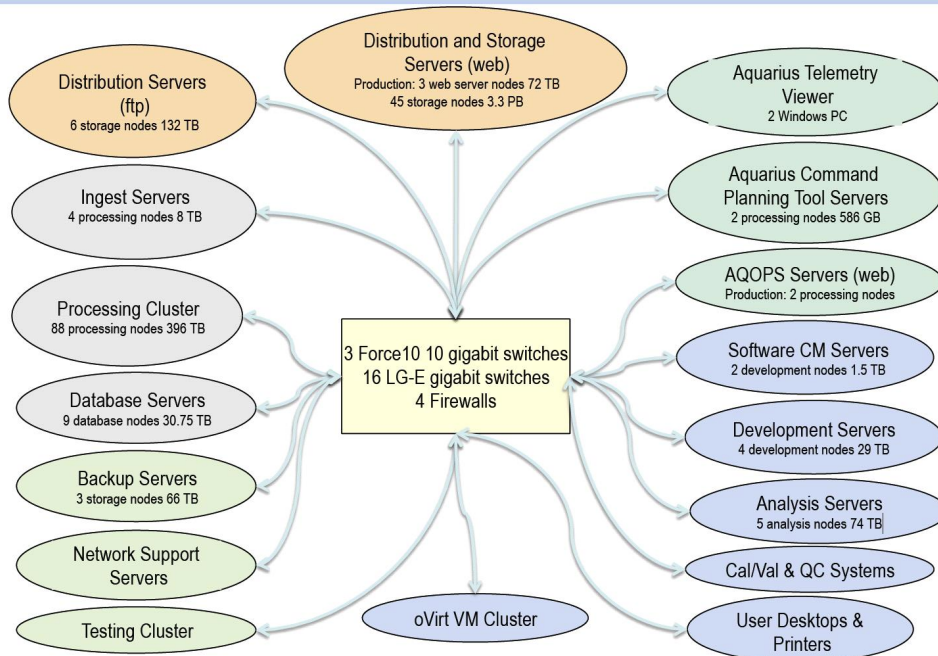 Distribution and Storage
Servers (web)
Production: 3 web server nodes 72 TB
45 storage nodes 3.3 PB
Distribution Servers
(ftp)
6 storage nodes 132 TB
Ingest Servers
4 processing nodes 8 TB
Processing Cluster
88 processing nodes 396 TB
Database Servers
9 database nodes 30.75 TB
Backup Servers
3 storage nodes 66 TB
Network Support
Servers
Testing Cluster
3 Force10 10 gigabit switches
16 LG-E gigabit switches
4 Firewalls
oVirt VM Cluster
Aquarius Telemetry
Viewer
2 Windows PC
Aquarius Command
Planning Tool Servers
2 processing nodes 586 GB
AQOPS Servers (web)
Production: 2 processing nodes
Software CM Servers
2 development nodes 1.5 TB
Development Servers
4 development nodes 29 TB
Analysis Servers
5 analysis nodes 74 TB
Cal/Val & QC Systems
User Desktops &
Printers